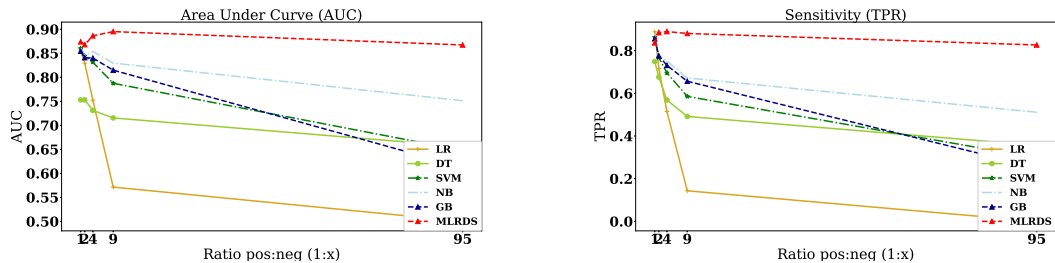 Area Under Curve (AUC)
0.90
0.85
0.80
0.75
0.70
0.65
0.60
0.55
0.50
AUC
LR
DT
SVM
NB
GB
MLRDS
1 2 4 9 95
Ratio pos:neg (1:x)
Sensitivity (TPR)
0.8
0.6
0.4
0.2
0.0
TPR
LR
DT
SVM
NB
GB
MLRDS
1 2 4 9 95
Ratio pos:neg (1:x)